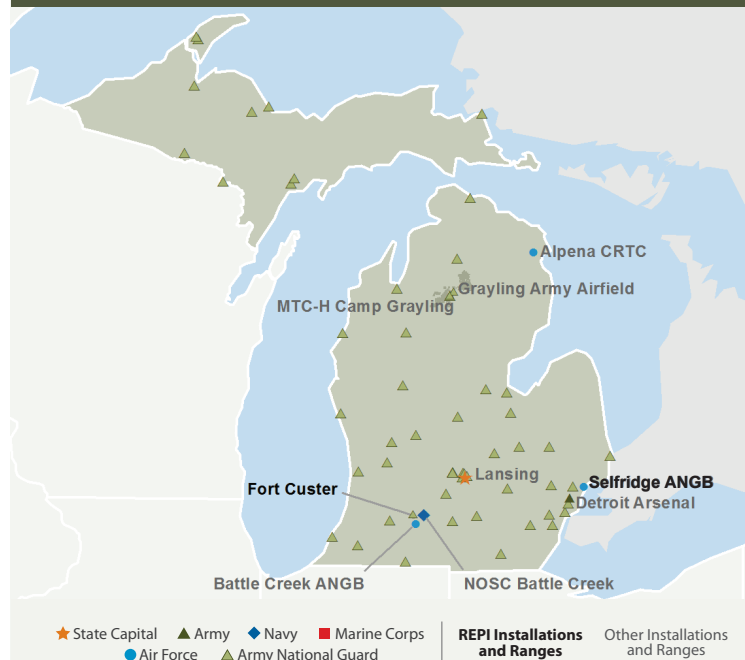 Alpena CRTC
Grayling Army Airfield
MTC-H Camp Grayling
Lansing
Fort Custer
Selfridge ANGB
Detroit Arsenal
Battle Creek ANGB
NOSC Battle Creek
State Capital
Army
Navy
Marine Corps
Air Force
Army National Guard
REPI Installations
and Ranges
Other Installations
and Ranges